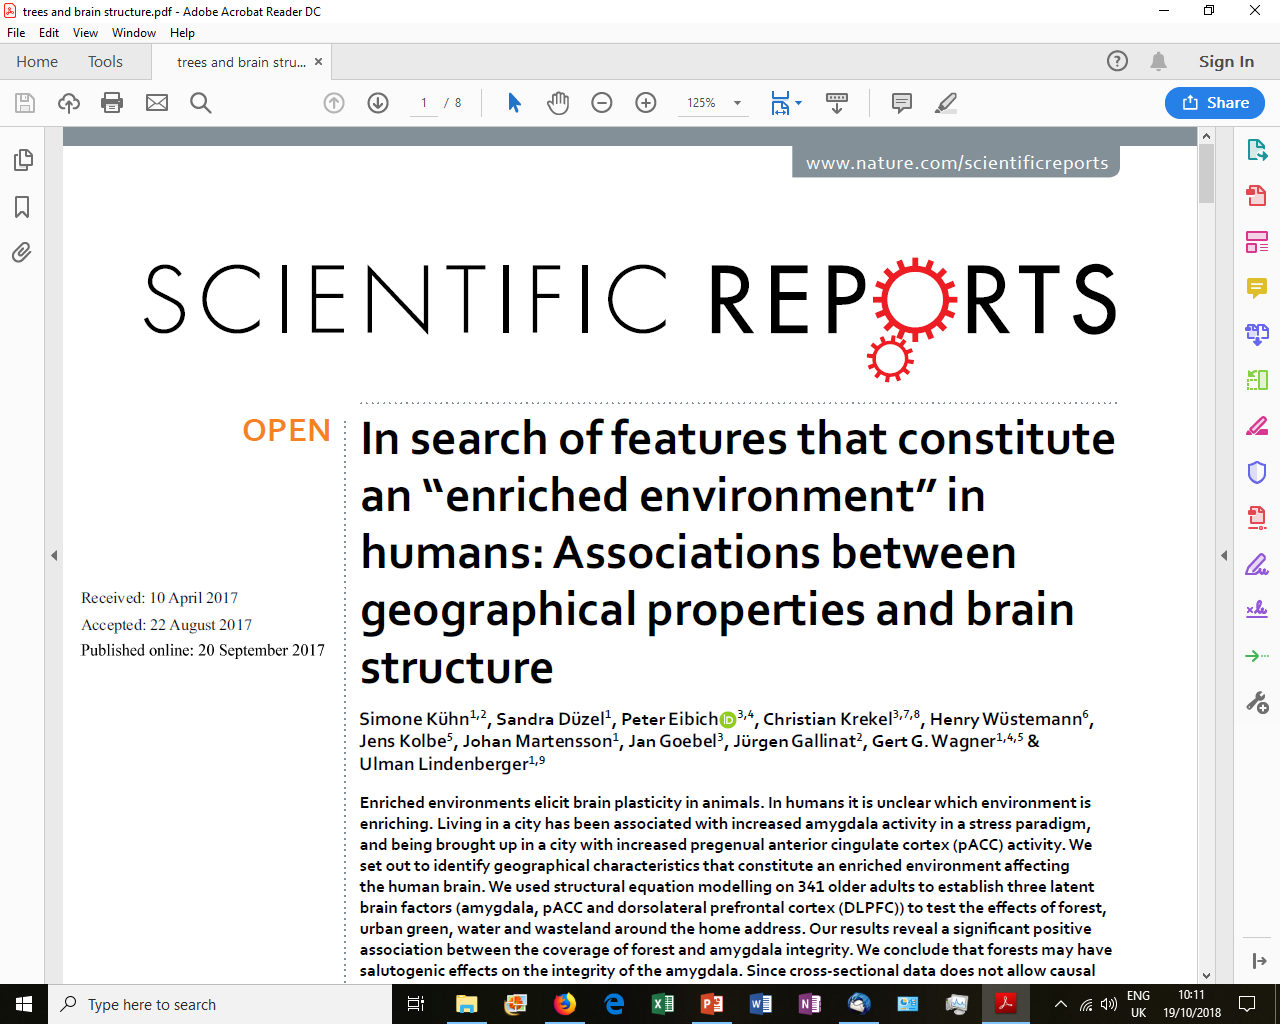 trees and brain structure.pdf - Adobe Acrobat Reader DC
File Edit View Window Help
Home Tools trees and brain stru... × Sign In
1 / 8 125% Share
www.nature.com/scientificreports
SCIENTIFIC REPORTS
OPEN
In search of features that constitute
an “enriched environment” in
humans: Associations between
geographical properties and brain
structure
Received: 10 April 2017
Accepted: 22 August 2017
Published online: 20 September 2017
Simone Kühn1,2, Sandra Düzel1, Peter Eibich iD 3,4, Christian Krekel3,7,8, Henry Wüstemann6,
Jens Kolbe5, Johan Martensson1, Jan Goebel3, Jürgen Gallinat2, Gert G. Wagner1,4,5 &
Ulman Lindenberger1,9
Enriched environments elicit brain plasticity in animals. In humans it is unclear which environment is
enriching. Living in a city has been associated with increased amygdala activity in a stress paradigm,
and being brought up in a city with increased pregenual anterior cingulate cortex (pACC) activity. We
set out to identify geographical characteristics that constitute an enriched environment affecting
the human brain. We used structural equation modelling on 341 older adults to establish three latent
brain factors (amygdala, pACC and dorsolateral prefrontal cortex (DLPFC)) to test the effects of forest,
urban green, water and wasteland around the home address. Our results reveal a significant positive
association between the coverage of forest and amygdala integrity. We conclude that forests may have
salutogenic effects on the integrity of the amygdala. Since cross-sectional data does not allow causal
Type here to search
ENG
UK
10:11
19/10/2018